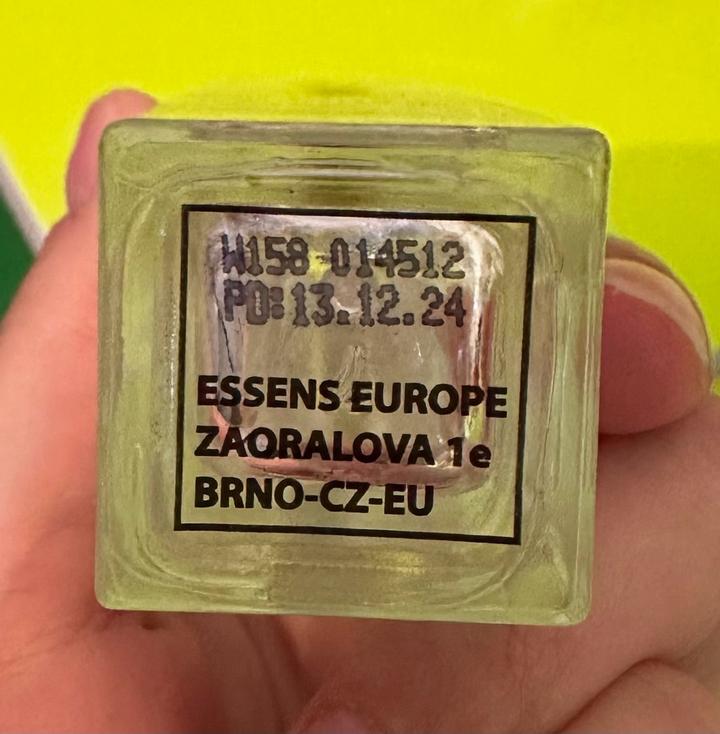 W158 014512
PD:13.12.24
ESSENS EUROPE
ZAORALOVA 1e
BRNO-CZ-EU